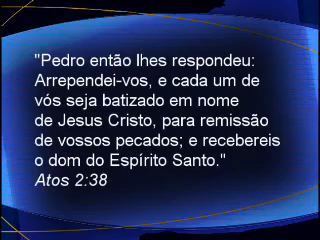 "Pedro então lhes respondeu:
Arrependei-vos, e cada um de
vós seja batizado em nome
de Jesus Cristo, para remissão
de vossos pecados; e recebereis
o dom do Espírito Santo."
Atos 2:38